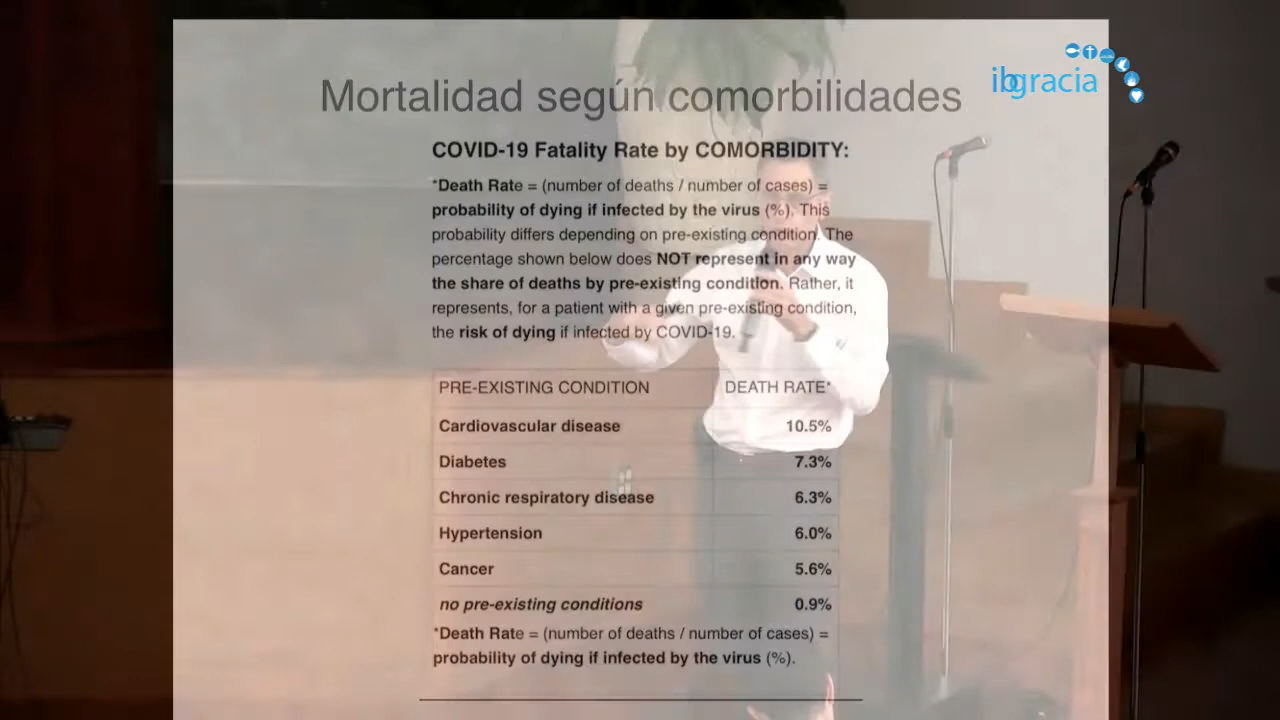 ibgracia
Mortalidad según comorbilidades
COVID-19 Fatality Rate by COMORBIDITY:
*Death Rate = (number of deaths / number of cases) =
probability of dying if infected by the virus (%). This
probability differs depending on pre-existing condition. The
percentage shown below does NOT represent in any way
the share of deaths by pre-existing condition. Rather, it
represents, for a patient with a given pre-existing condition,
the risk of dying if infected by COVID-19.
PRE-EXISTING CONDITION DEATH RATE*
Cardiovascular disease 10.5%
Diabetes 7.3%
Chronic respiratory disease 6.3%
Hypertension 6.0%
Cancer 5.6%
no pre-existing conditions 0.9%
*Death Rate = (number of deaths / number of cases) =
probability of dying if infected by the virus (%).